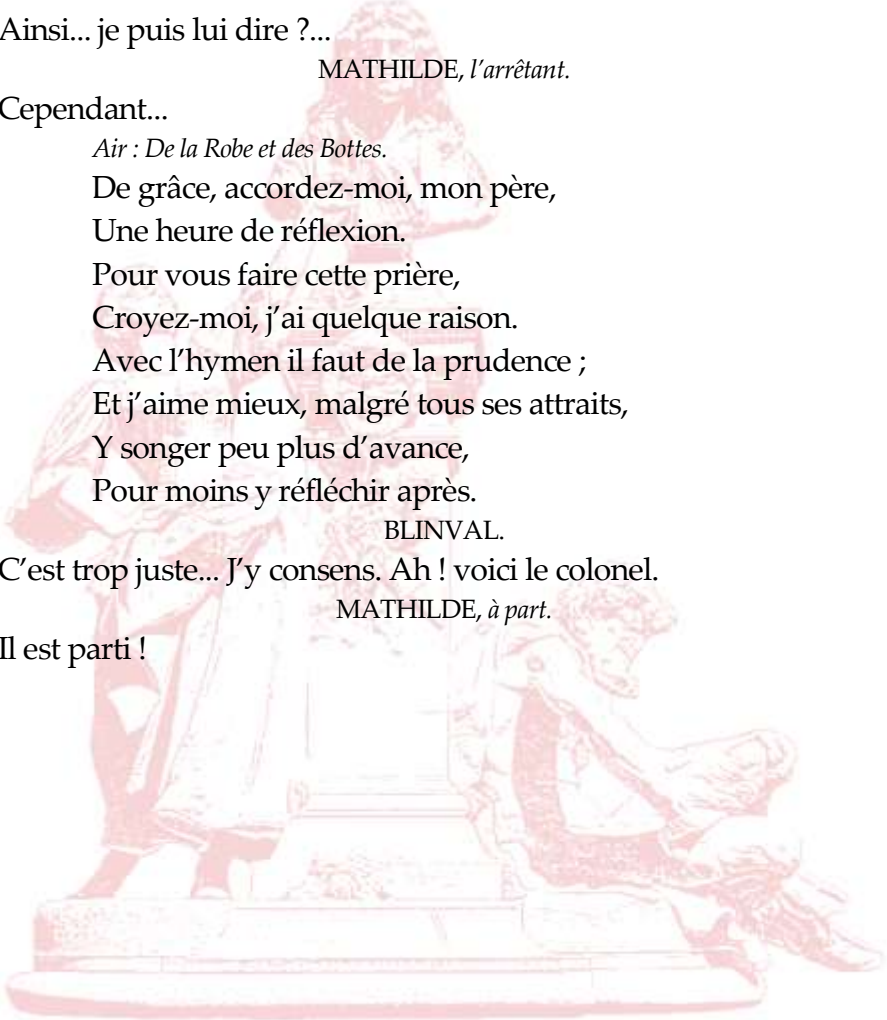 Ainsi... je puis lui dire ?...
MATHILDE, l’arrêtant.
Cependant...
Air : De la Robe et des Bottes.
De grâce, accordez-moi, mon père,
Une heure de réflexion.
Pour vous faire cette prière,
Croyez-moi, j’ai quelque raison.
Avec l’hymen il faut de la prudence ;
Et j’aime mieux, malgré tous ses attraits,
Y songer peu plus d’avance,
Pour moins y réfléchir après.
BLINVAL.
C’est trop juste... J’y consens. Ah ! voici le colonel.
MATHILDE, à part.
Il est parti !